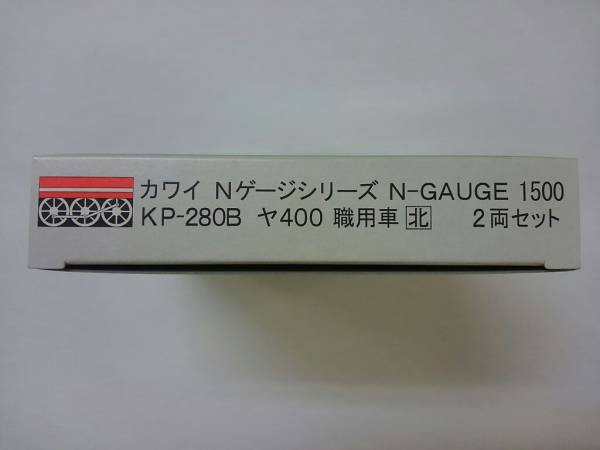 カワイ Nゲージシリーズ N-GAUGE 1500
KP-280B ヤ400 職用車 北 2両セット